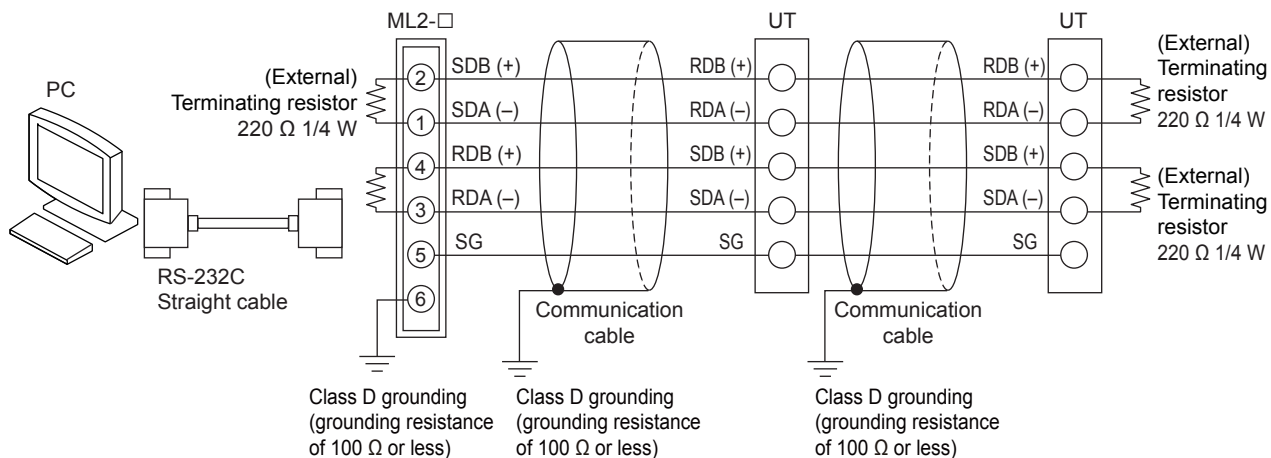 ML2-□
UT
UT
PC
(External)
Terminating resistor
220 Ω 1/4 W
2
SDB (+)
RDB (+)
RDB (+)
1
SDA (–)
RDA (–)
RDA (–)
4
RDB (+)
SDB (+)
SDB (+)
3
RDA (–)
SDA (–)
SDA (–)
5
SG
SG
SG
6
(External)
Terminating
resistor
220 Ω 1/4 W
(External)
Terminating
resistor
220 Ω 1/4 W
RS-232C
Straight cable
Communication
cable
Communication
cable
Class D grounding
(grounding resistance
of 100 Ω or less)
Class D grounding
(grounding resistance
of 100 Ω or less)
Class D grounding
(grounding resistance
of 100 Ω or less)